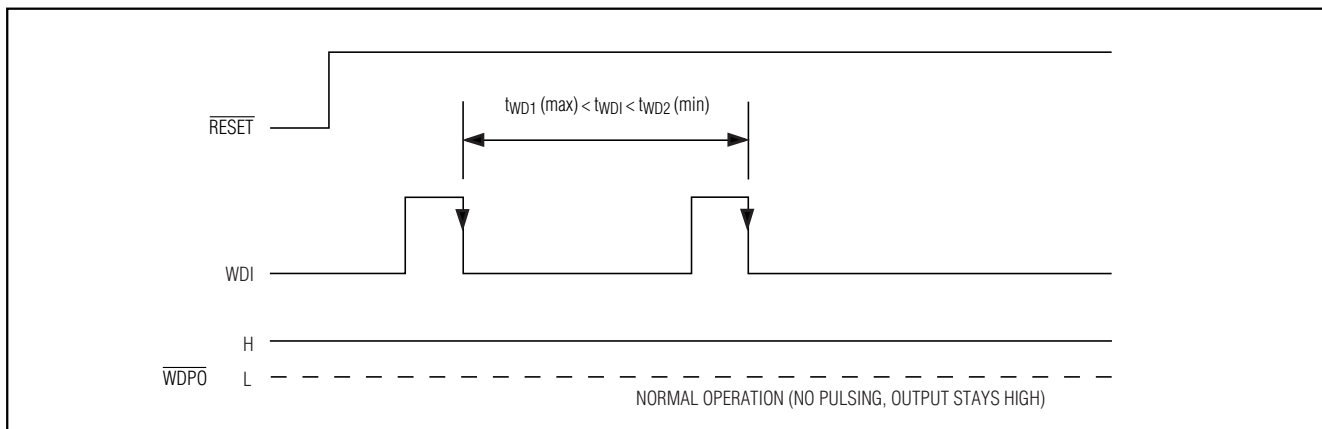 tWD1 (max) < tWDI < tWD2 (min)
RESET
WDI
H
WDPO L
NORMAL OPERATION (NO PULSING, OUTPUT STAYS HIGH)